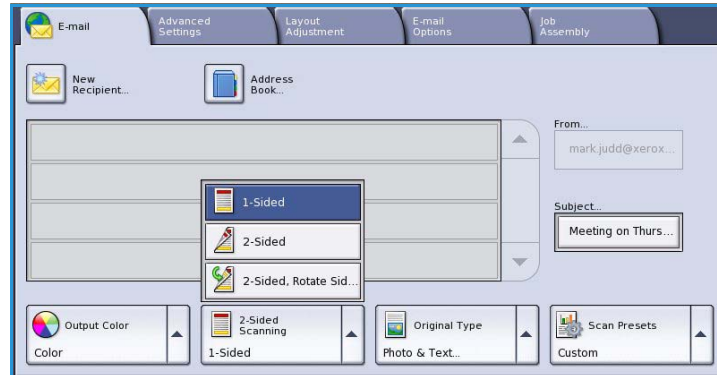 E-mail
Advanced
Settings
Layout
Adjustment
E-mail
Options
Job
Assembly
New
Recipient...
Address
Book...
From...
mark.judd@xerox...
1-Sided
Subject...
2-Sided
Meeting on Thurs...
2-Sided, Rotate Sid...
Output Color
Color
2-Sided
Scanning
1-Sided
Original Type
Photo & Text...
Scan Presets
Custom